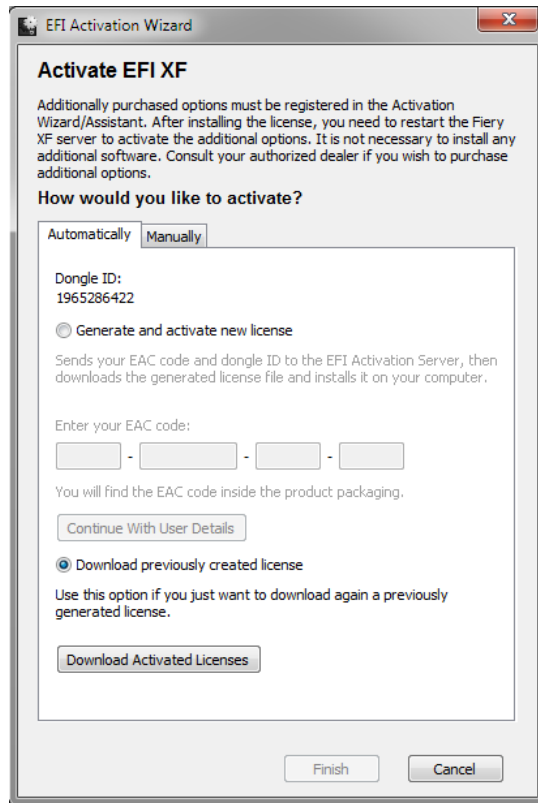 EFI Activation Wizard
Activate EFI XF
Additionally purchased options must be registered in the Activation
Wizard/Assistant. After installing the license, you need to restart the Fiery
XF server to activate the additional options. It is not necessary to install any
additional software. Consult your authorized dealer if you wish to purchase
additional options.
How would you like to activate?
Automatically
Manually
Dongle ID:
1965286422
Generate and activate new license
Sends your EAC code and dongle ID to the EFI Activation Server, then
downloads the generated license file and installs it on your computer.
Enter your EAC code:
- - -
You will find the EAC code inside the product packaging.
Continue With User Details
Download previously created license
Use this option if you just want to download again a previously
generated license.
Download Activated Licenses
Finish
Cancel